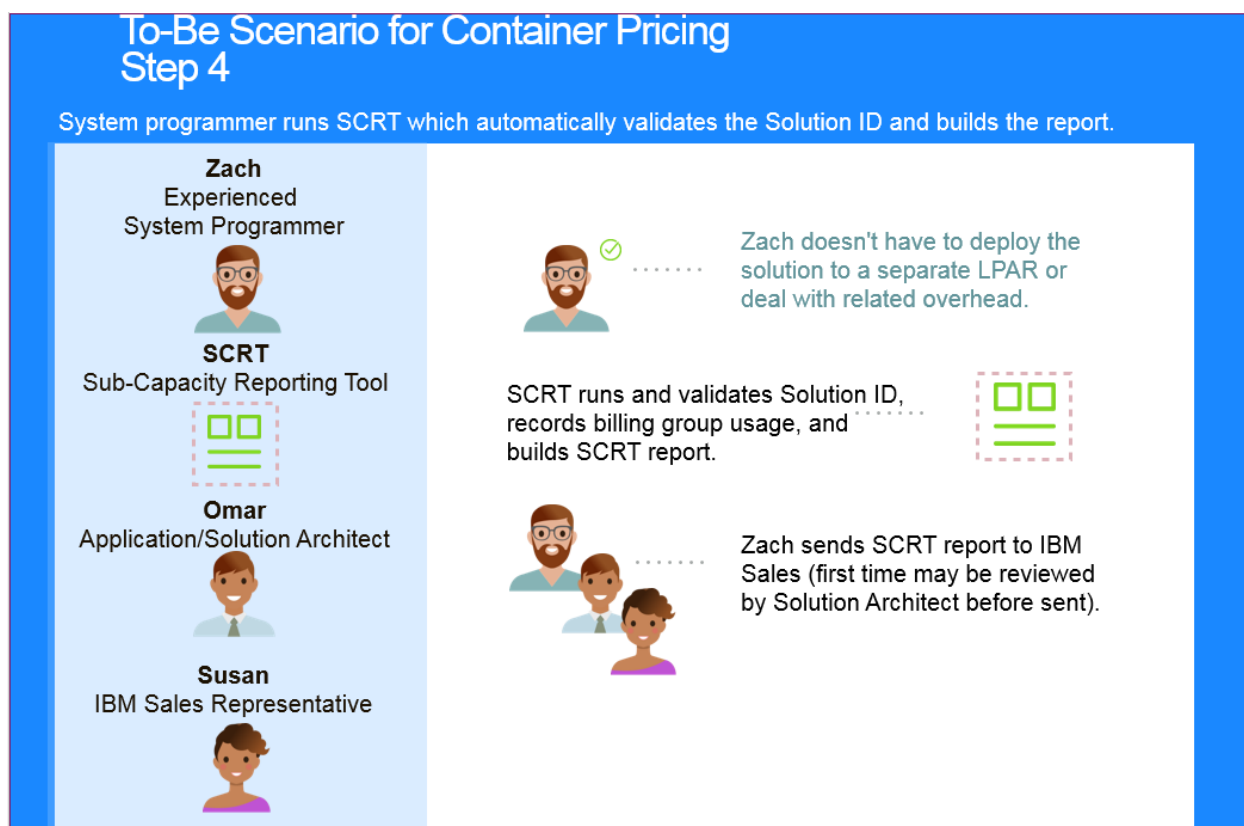 To-Be Scenario for Container Pricing
Step 4
System programmer runs SCRT which automatically validates the Solution ID and builds the report.
Zach
Experienced
System Programmer
SCRT
Sub-Capacity Reporting Tool
Omar
Application/Solution Architect
Susan
IBM Sales Representative
Zach doesn't have to deploy the
solution to a separate LPAR or
deal with related overhead.
SCRT runs and validates Solution ID,
records billing group usage, and
builds SCRT report.
Zach sends SCRT report to IBM
Sales (first time may be reviewed
by Solution Architect before sent).